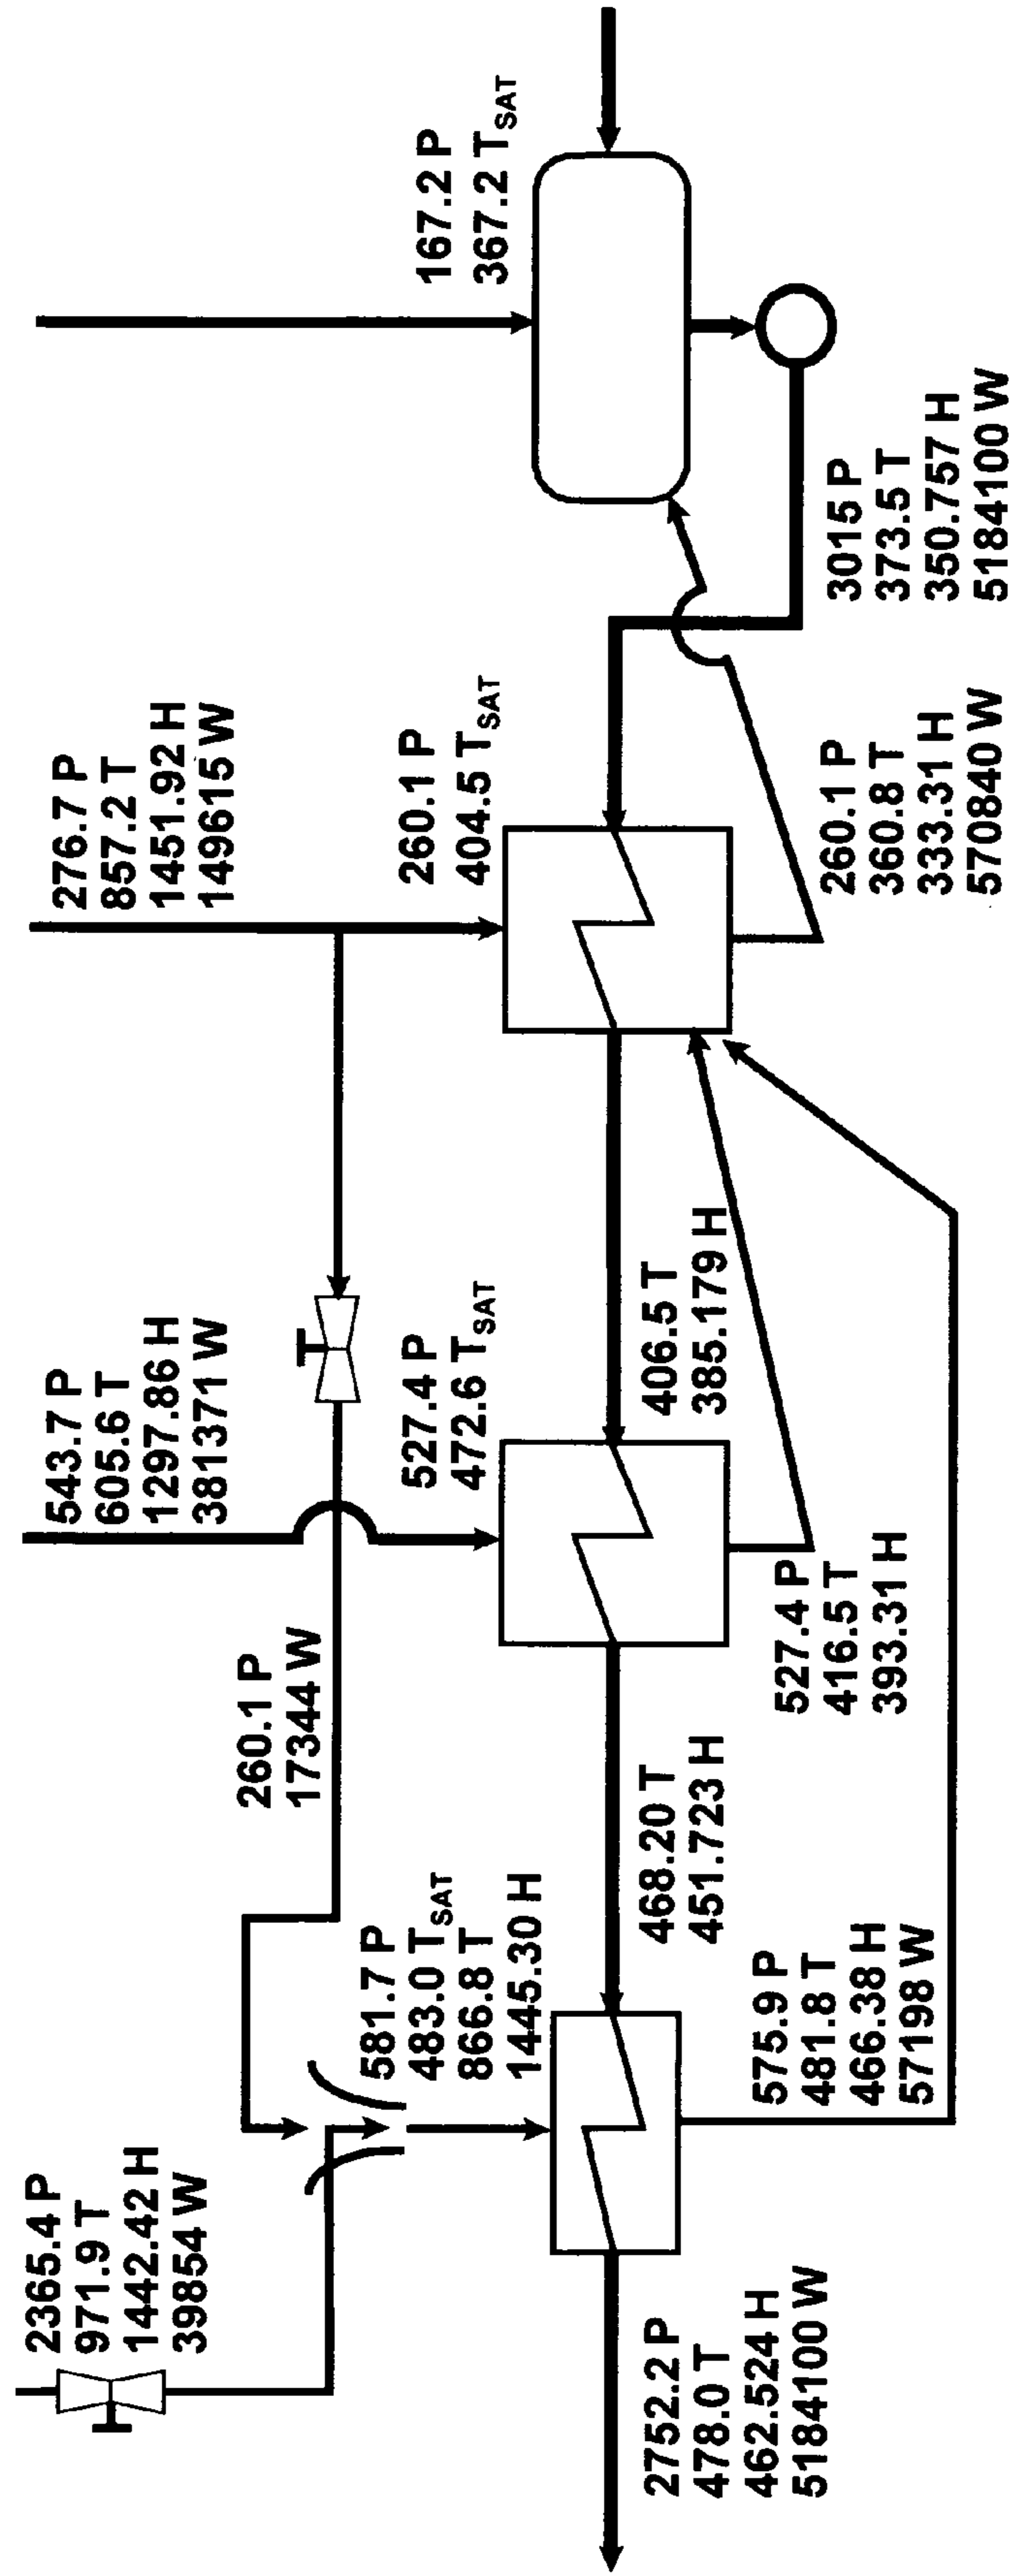 2365.4 P
971.9 T
1442.42 H
39854 W
543.7 P
605.6 T
1297.86 H
381371 W
276.7 P
857.2 T
1451.92 H
149615 W
260.1 P
17344 W
581.7 P
483.0 TSAT
866.8 T
1445.30 H
527.4 P
472.6 TSAT
260.1 P
404.5 TSAT
167.2 P
367.2 TSAT
2752.2 P
478.0 T
462.524 H
5184100 W
468.20 T
451.723 H
406.5 T
385.179 H
575.9 P
481.8 T
466.38 H
57198 W
527.4 P
416.5 T
393.31 H
260.1 P
360.8 T
333.31 H
570840 W
3015 P
373.5 T
350.757 H
5184100 W